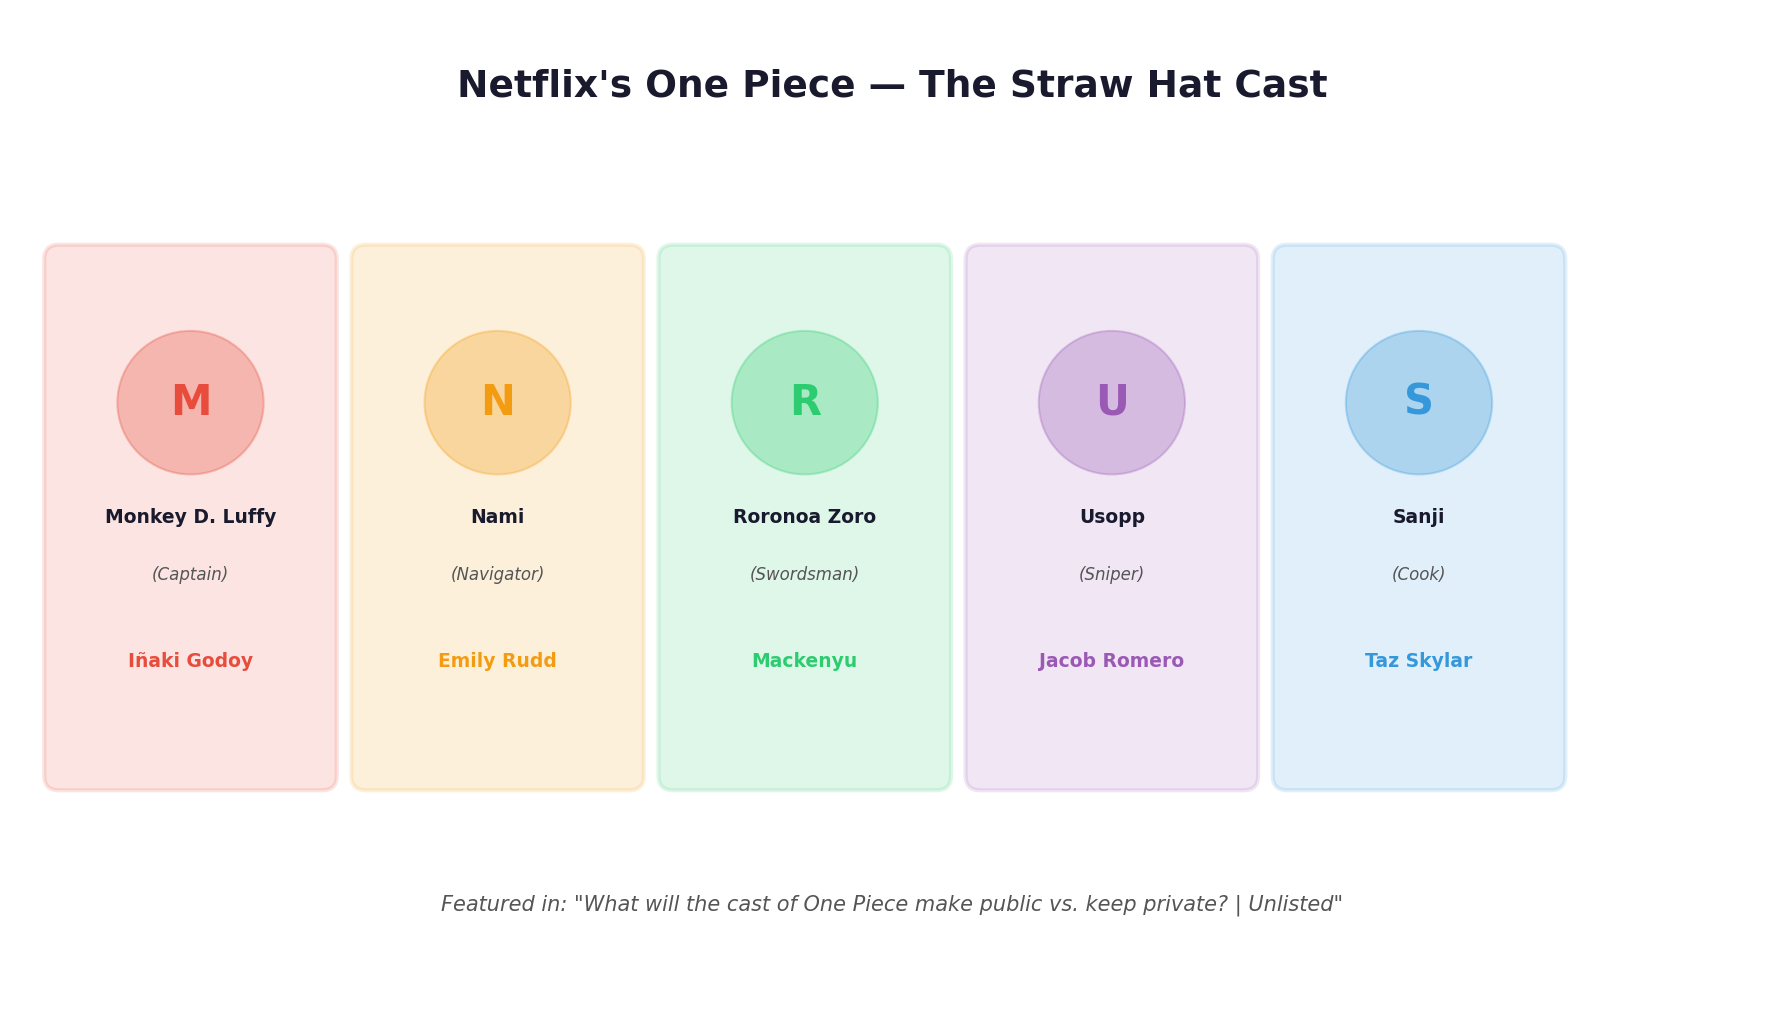 Netflix's One Piece — The Straw Hat Cast
M
Monkey D. Luffy
(Captain)
Iñaki Godoy
N
Nami
(Navigator)
Emily Rudd
R
Roronoa Zoro
(Swordsman)
Mackenyu
U
Usopp
(Sniper)
Jacob Romero
S
Sanji
(Cook)
Taz Skylar
Featured in: "What will the cast of One Piece make public vs. keep private? | Unlisted"